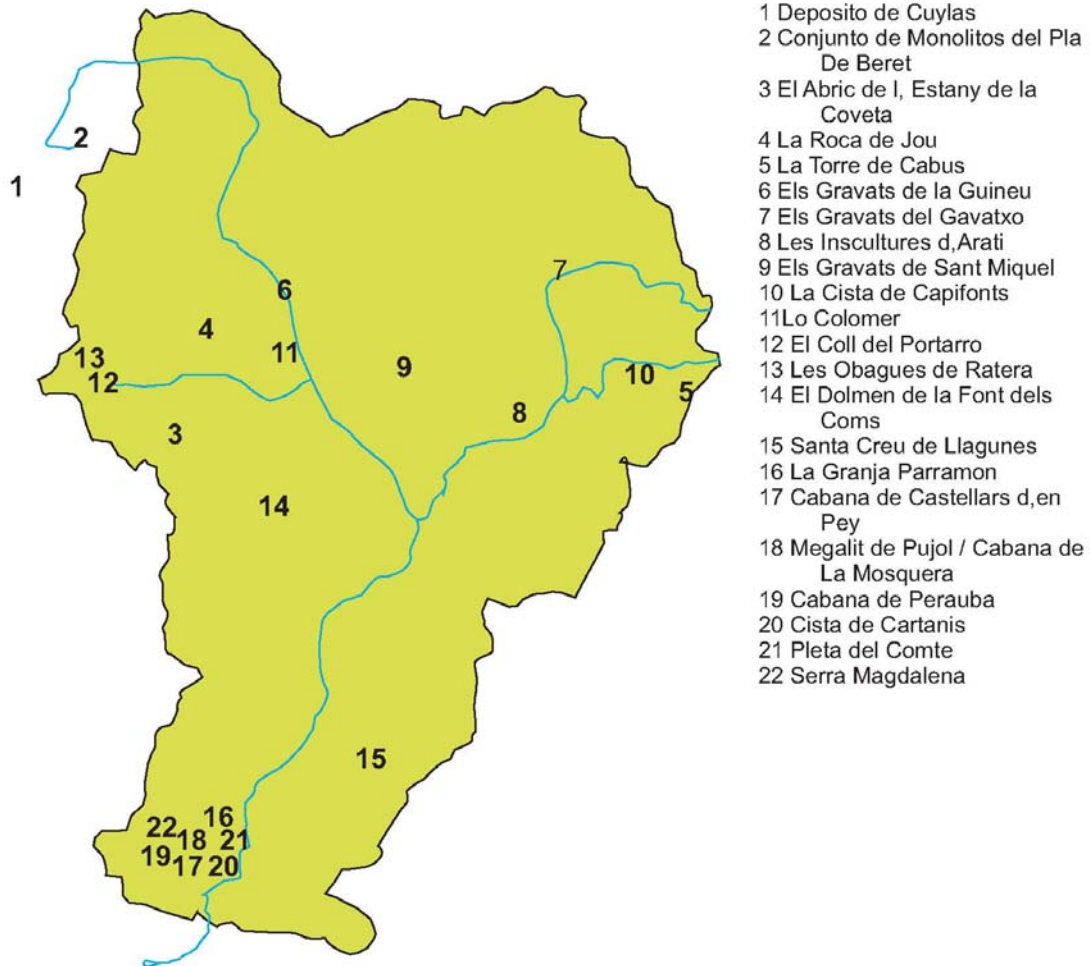 1 Deposito de Cuylas
2 Conjunto de Monolitos del Pla
De Beret
3 El Abric de l, Estany de la
Coveta
4 La Roca de Jou
5 La Torre de Cabus
6 Els Gravats de la Guineu
7 Els Gravats del Gavatxo
8 Les Inscultures d,Arati
9 Els Gravats de Sant Miquel
10 La Cista de Capifonts
11Lo Colomer
12 El Coll del Portarro
13 Les Obagues de Ratera
14 El Dolmen de la Font dels
Coms
15 Santa Creu de Llagunes
16 La Granja Parramon
17 Cabana de Castellars d,en
Pey
18 Megalit de Pujol / Cabana de
La Mosquera
19 Cabana de Perauba
20 Cista de Cartanis
21 Pleta del Comte
22 Serra Magdalena
2
1
7
6
4
11
13
9
12
10
5
8
3
14
15
16
22
18
21
19
17
20